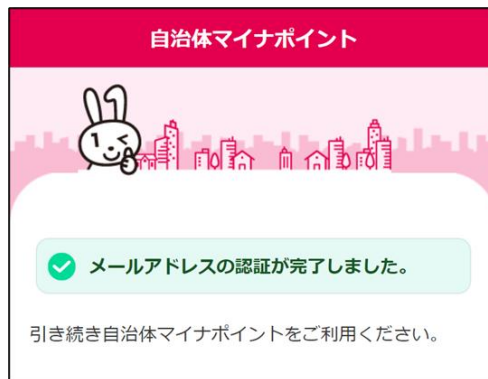 自治体マイナポイント
メールアドレスの認証が完了しました。
引き続き自治体マイナポイントをご利用ください。